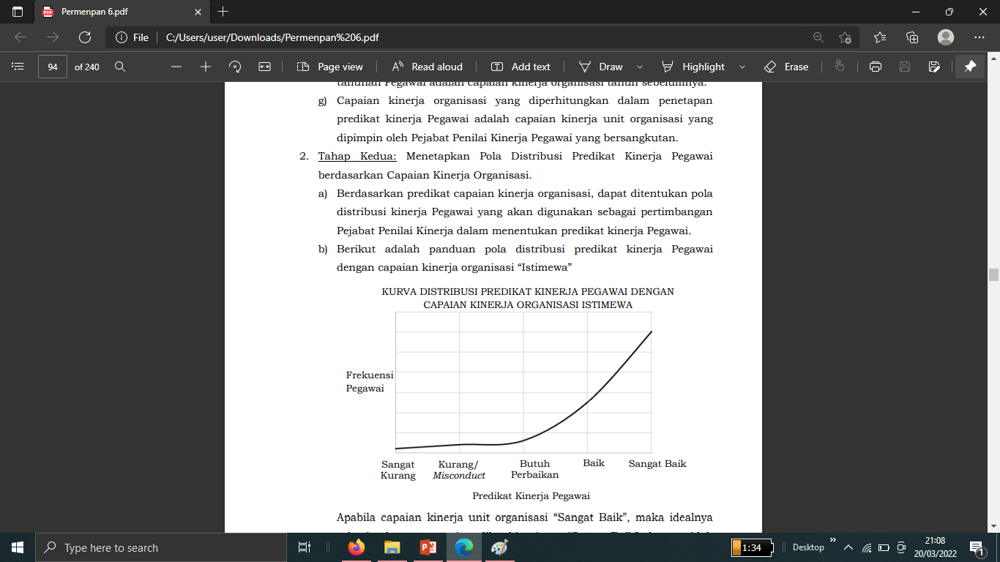 Permenpan 6.pdf
File
C:/Users/user/Downloads/Permenpan%206.pdf
94 of 240
Page view
Read aloud
Add text
Draw
Highlight
Erase
tahunan Pegawai adalah capaian kinerja organisasi tahun sebelumnya.
g) Capaian kinerja organisasi yang diperhitungkan dalam penetapan
predikat kinerja Pegawai adalah capaian kinerja unit organisasi yang
dipimpin oleh Pejabat Penilai Kinerja Pegawai yang bersangkutan.
2. Tahap Kedua: Menetapkan Pola Distribusi Predikat Kinerja Pegawai
berdasarkan Capaian Kinerja Organisasi.
a) Berdasarkan predikat capaian kinerja organisasi, dapat ditentukan pola
distribusi kinerja Pegawai yang akan digunakan sebagai pertimbangan
Pejabat Penilai Kinerja dalam menentukan predikat kinerja Pegawai.
b) Berikut adalah panduan pola distribusi predikat kinerja Pegawai
dengan capaian kinerja organisasi “Istimewa”
KURVA DISTRIBUSI PREDIKAT KINERJA PEGAWAI DENGAN
CAPAIAN KINERJA ORGANISASI ISTIMEWA
Frekuensi
Pegawai
Sangat
Kurang
Kurang/
Misconduct
Butuh
Perbaikan
Baik
Sangat Baik
Predikat Kinerja Pegawai
Apabila capaian kinerja unit organisasi “Sangat Baik”, maka idealnya
Type here to search
1:34
Desktop
21:08
20/03/2022
1